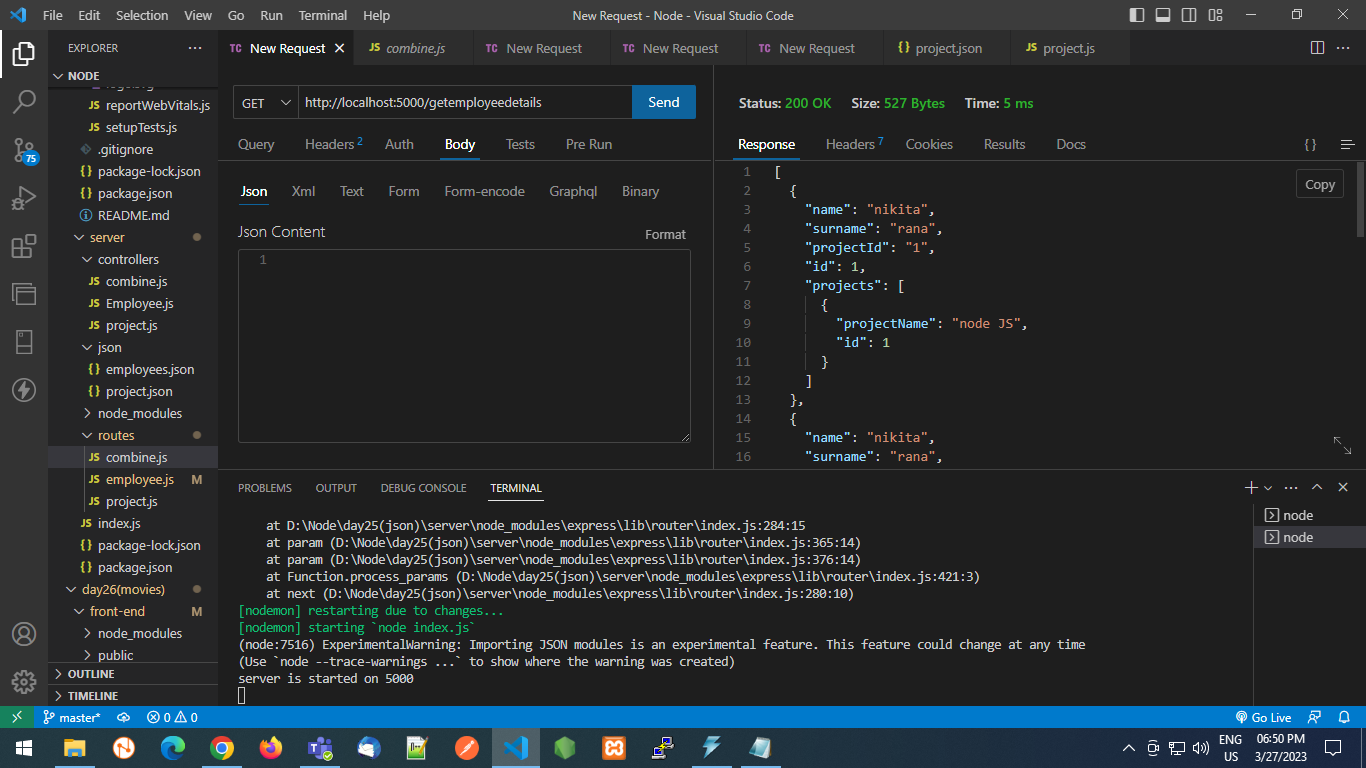 File Edit Selection View Go Run Terminal Help
New Request - Node - Visual Studio Code
EXPLORER
NODE
reportWebVitals.js
setupTests.js
.gitignore
package-lock.json
package.json
README.md
server
controllers
combine.js
Employee.js
project.js
json
employees.json
project.json
node_modules
routes
combine.js
employee.js M
project.js
index.js
package-lock.json
package.json
day26(movies)
front-end M
node_modules
public
OUTLINE
TIMELINE
75
TC New Request
JS combine.js
TC New Request
TC New Request
TC New Request
{} project.json
JS project.js
GET
http://localhost:5000/getemployeedetails
Send
Query Headers 2 Auth Body Tests Pre Run
Json Xml Text Form Form-encode Graphql Binary
Json Content
Format
1
Status: 200 OK Size: 527 Bytes Time: 5 ms
Response Headers 7 Cookies Results Docs
{}
Copy
1 [
2 {
3 "name": "nikita",
4 "surname": "rana",
5 "projectId": "1",
6 "id": 1,
7 "projects": [
8 {
9 "projectName": "node JS",
10 "id": 1
11 }
12 ]
13 },
14 {
15 "name": "nikita",
16 "surname": "rana",
PROBLEMS OUTPUT DEBUG CONSOLE TERMINAL
at D:\Node\day25(json)\server\node_modules\express\lib\router\index.js:284:15
at param (D:\Node\day25(json)\server\node_modules\express\lib\router\index.js:365:14)
at param (D:\Node\day25(json)\server\node_modules\express\lib\router\index.js:376:14)
at Function.process_params (D:\Node\day25(json)\server\node_modules\express\lib\router\index.js:421:3)
at next (D:\Node\day25(json)\server\node_modules\express\lib\router\index.js:280:10)
[nodemon] restarting due to changes...
[nodemon] starting `node index.js`
(node:7516) ExperimentalWarning: Importing JSON modules is an experimental feature. This feature could change at any time
(Use `node --trace-warnings ...` to show where the warning was created)
server is started on 5000
node
node
master* 0 0
Go Live
ENG
US
06:50 PM
3/27/2023